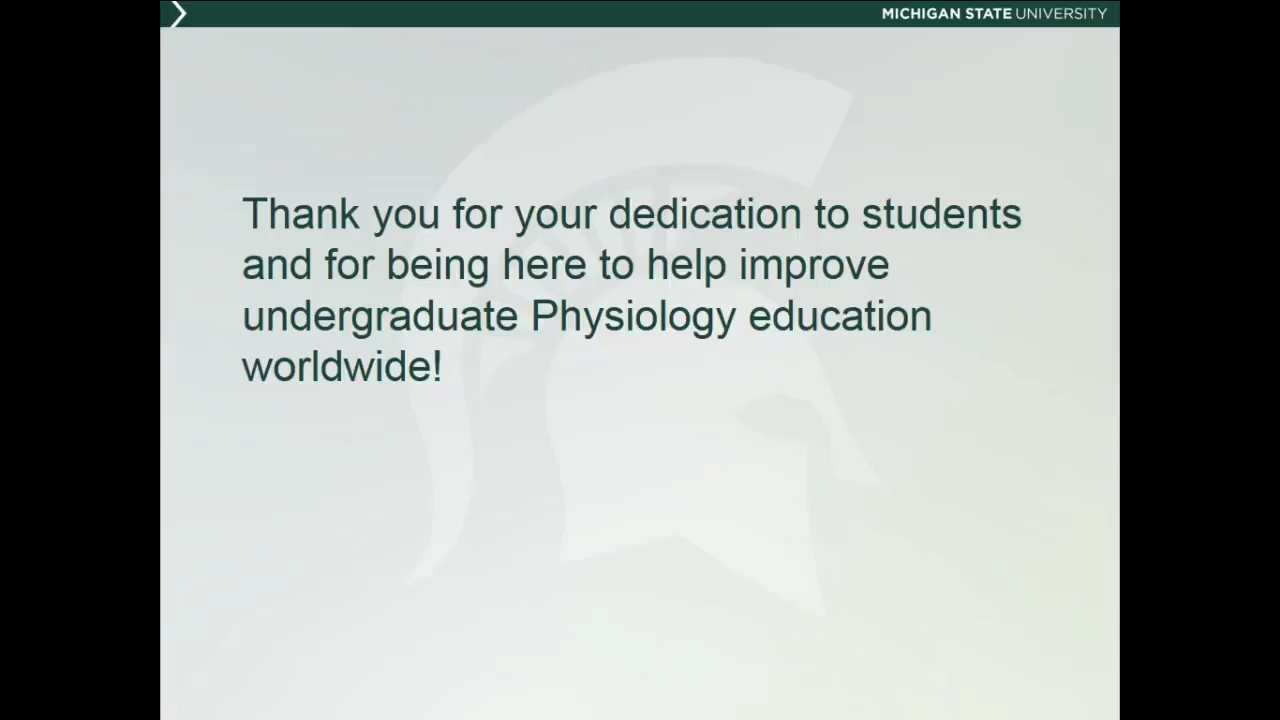 MICHIGAN STATE UNIVERSITY
Thank you for your dedication to students
and for being here to help improve
undergraduate Physiology education
worldwide!